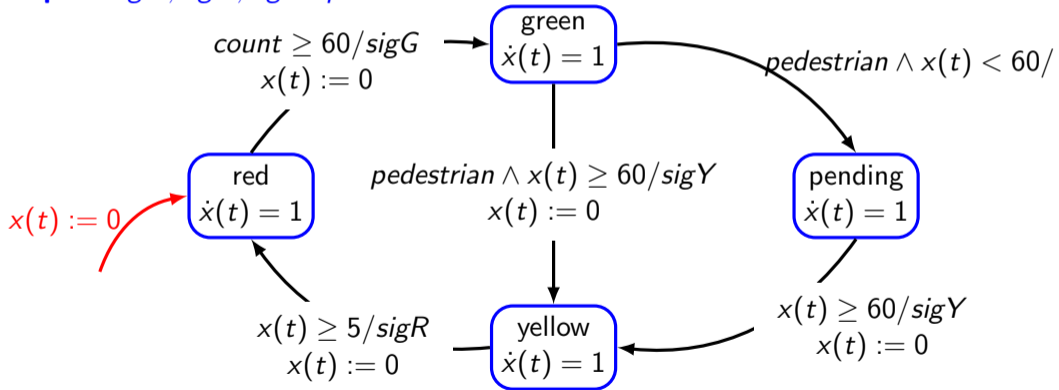 green
ẋ(t) = 1
count ≥ 60/sigG
x(t) := 0
pedestrian ∧ x(t) < 60/
red
ẋ(t) = 1
pedestrian ∧ x(t) ≥ 60/sigY
x(t) := 0
pending
ẋ(t) = 1
x(t) := 0
x(t) ≥ 5/sigR
x(t) := 0
yellow
ẋ(t) = 1
x(t) ≥ 60/sigY
x(t) := 0